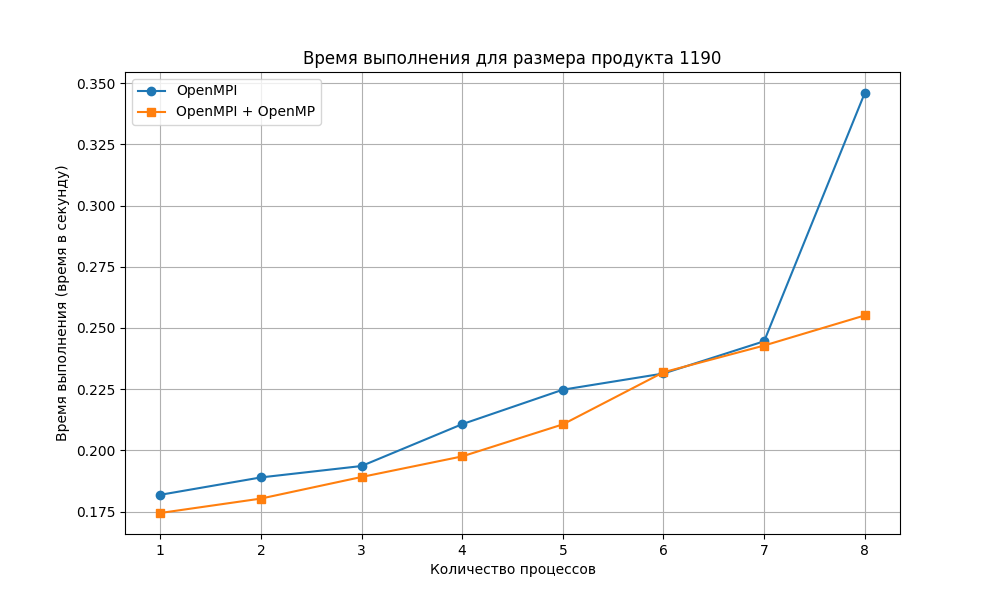 Время выполнения для размера продукта 1190
OpenMPI
OpenMPI + OpenMP
Время выполнения (время в секунду)
0.350
0.325
0.300
0.275
0.250
0.225
0.200
0.175
1 2 3 4 5 6 7 8
Количество процессов